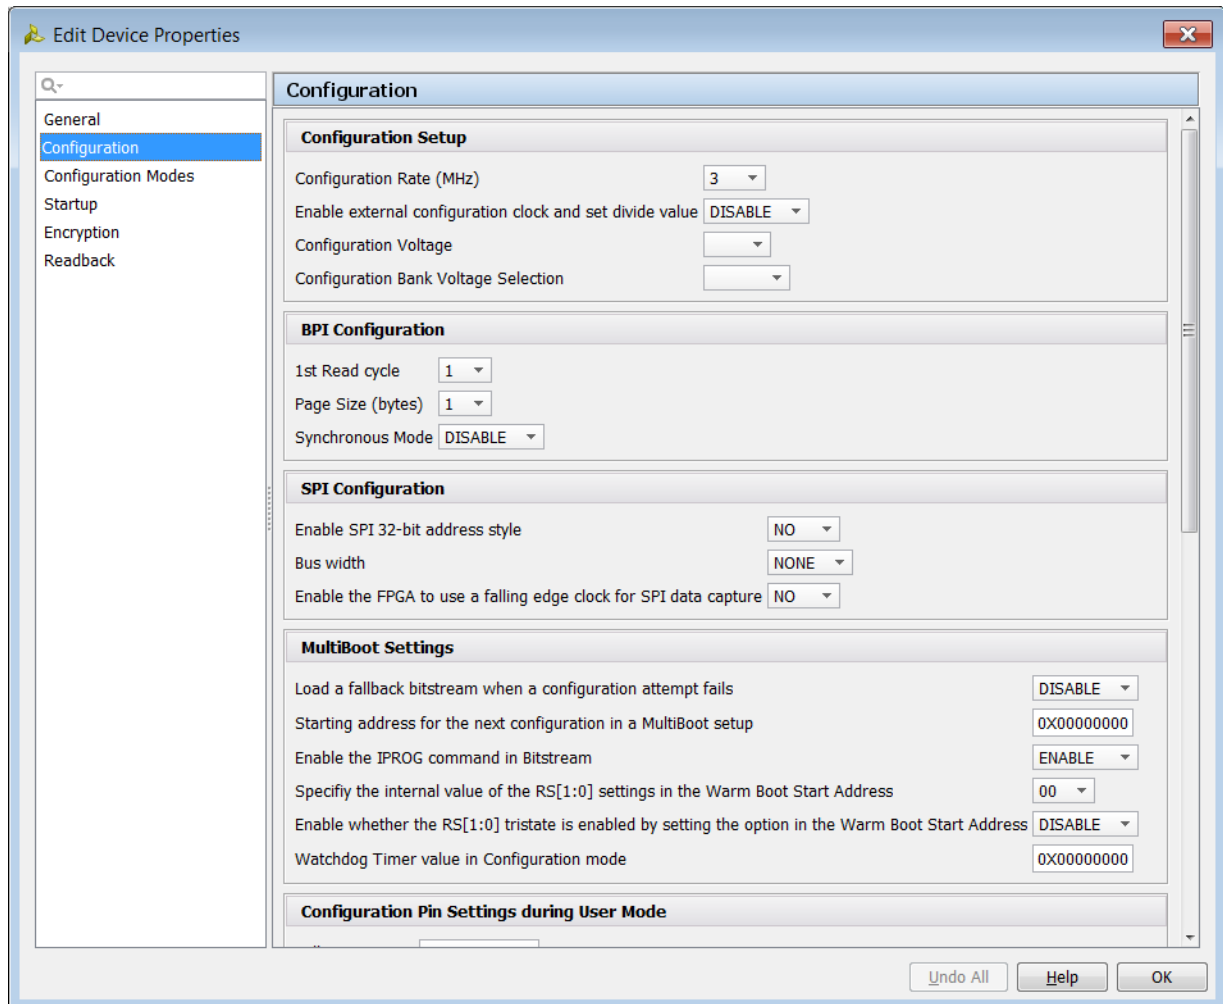 Edit Device Properties
General
Configuration
Configuration Modes
Startup
Encryption
Readback
Configuration
Configuration Setup
Configuration Rate (MHz) 3
Enable external configuration clock and set divide value DISABLE
Configuration Voltage
Configuration Bank Voltage Selection
BPI Configuration
1st Read cycle 1
Page Size (bytes) 1
Synchronous Mode DISABLE
SPI Configuration
Enable SPI 32-bit address style NO
Bus width NONE
Enable the FPGA to use a falling edge clock for SPI data capture NO
MultiBoot Settings
Load a fallback bitstream when a configuration attempt fails DISABLE
Starting address for the next configuration in a MultiBoot setup 0X00000000
Enable the IPROG command in Bitstream ENABLE
Specifiy the internal value of the RS[1:0] settings in the Warm Boot Start Address 00
Enable whether the RS[1:0] tristate is enabled by setting the option in the Warm Boot Start Address DISABLE
Watchdog Timer value in Configuration mode 0X00000000
Configuration Pin Settings during User Mode
Undo All Help OK